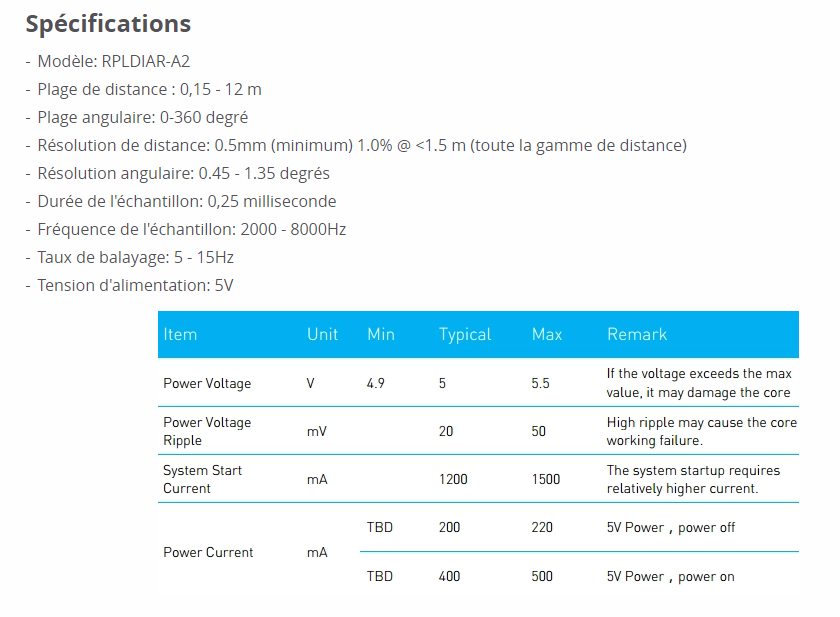 Spécifications
- Modèle: RPLDIAR-A2
- Plage de distance : 0,15 - 12 m
- Plage angulaire: 0-360 degré
- Résolution de distance: 0.5mm (minimum) 1.0% @ <1.5 m (toute la gamme de distance)
- Résolution angulaire: 0.45 - 1.35 degrés
- Durée de l'échantillon: 0,25 milliseconde
- Fréquence de l'échantillon: 2000 - 8000Hz
- Taux de balayage: 5 - 15Hz
- Tension d'alimentation: 5V
Item Unit Min Typical Max Remark
Power Voltage V 4.9 5 5.5 If the voltage exceeds the max
value, it may damage the core
Power Voltage
Ripple mV 20 50 High ripple may cause the core
working failure.
System Start
Current mA 1200 1500 The system startup requires
relatively higher current.
Power Current mA
TBD 200 220 5V Power , power off
TBD 400 500 5V Power , power on